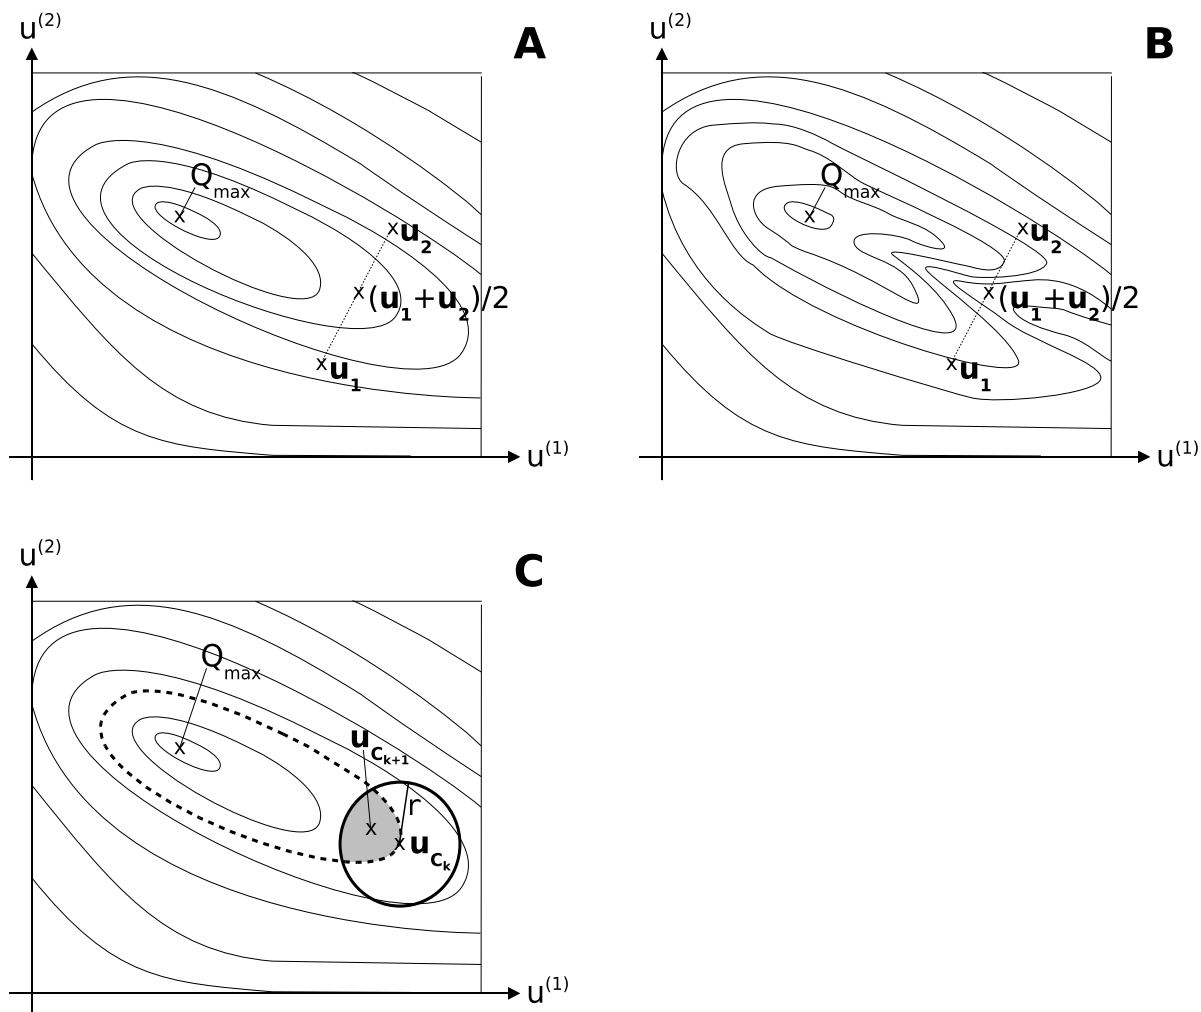 u(2)
A
Qmax
xu2
x
x(u1+u2)/2
xu1
u(1)
u(2)
B
Qmax
xu2
x
x(u1+u2)/2
xu1
u(1)
u(2)
C
Qmax
x
uCk+1
r
x
xuCk
u(1)